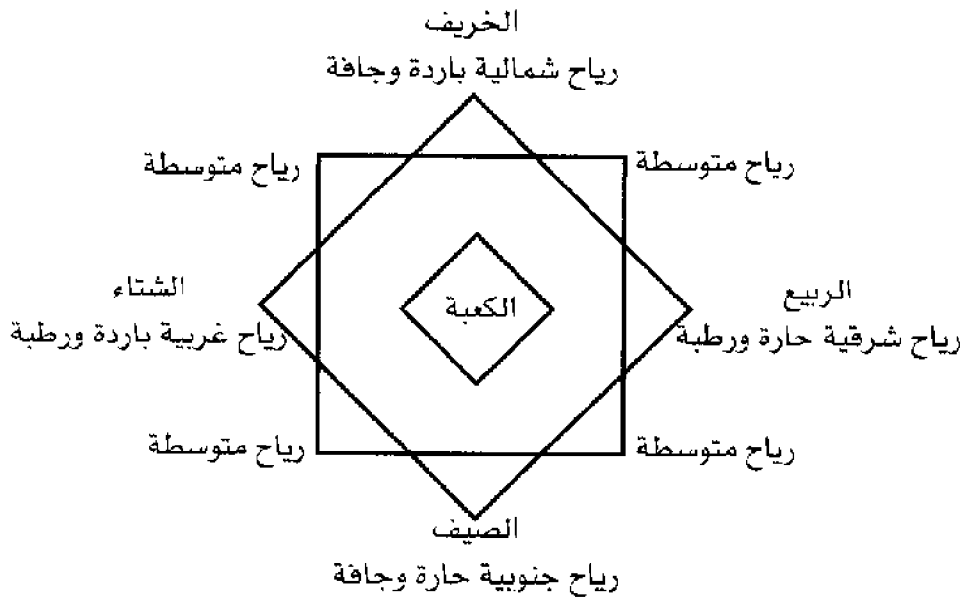 الخريف
رياح شمالية باردة وجافة
رياح متوسطة
رياح متوسطة
الربيع
رياح شرقية حارة ورطبة
الكعبة
الشتاء
رياح غربية باردة ورطبة
رياح متوسطة
رياح متوسطة
الصيف
رياح جنوبية حارة وجافة